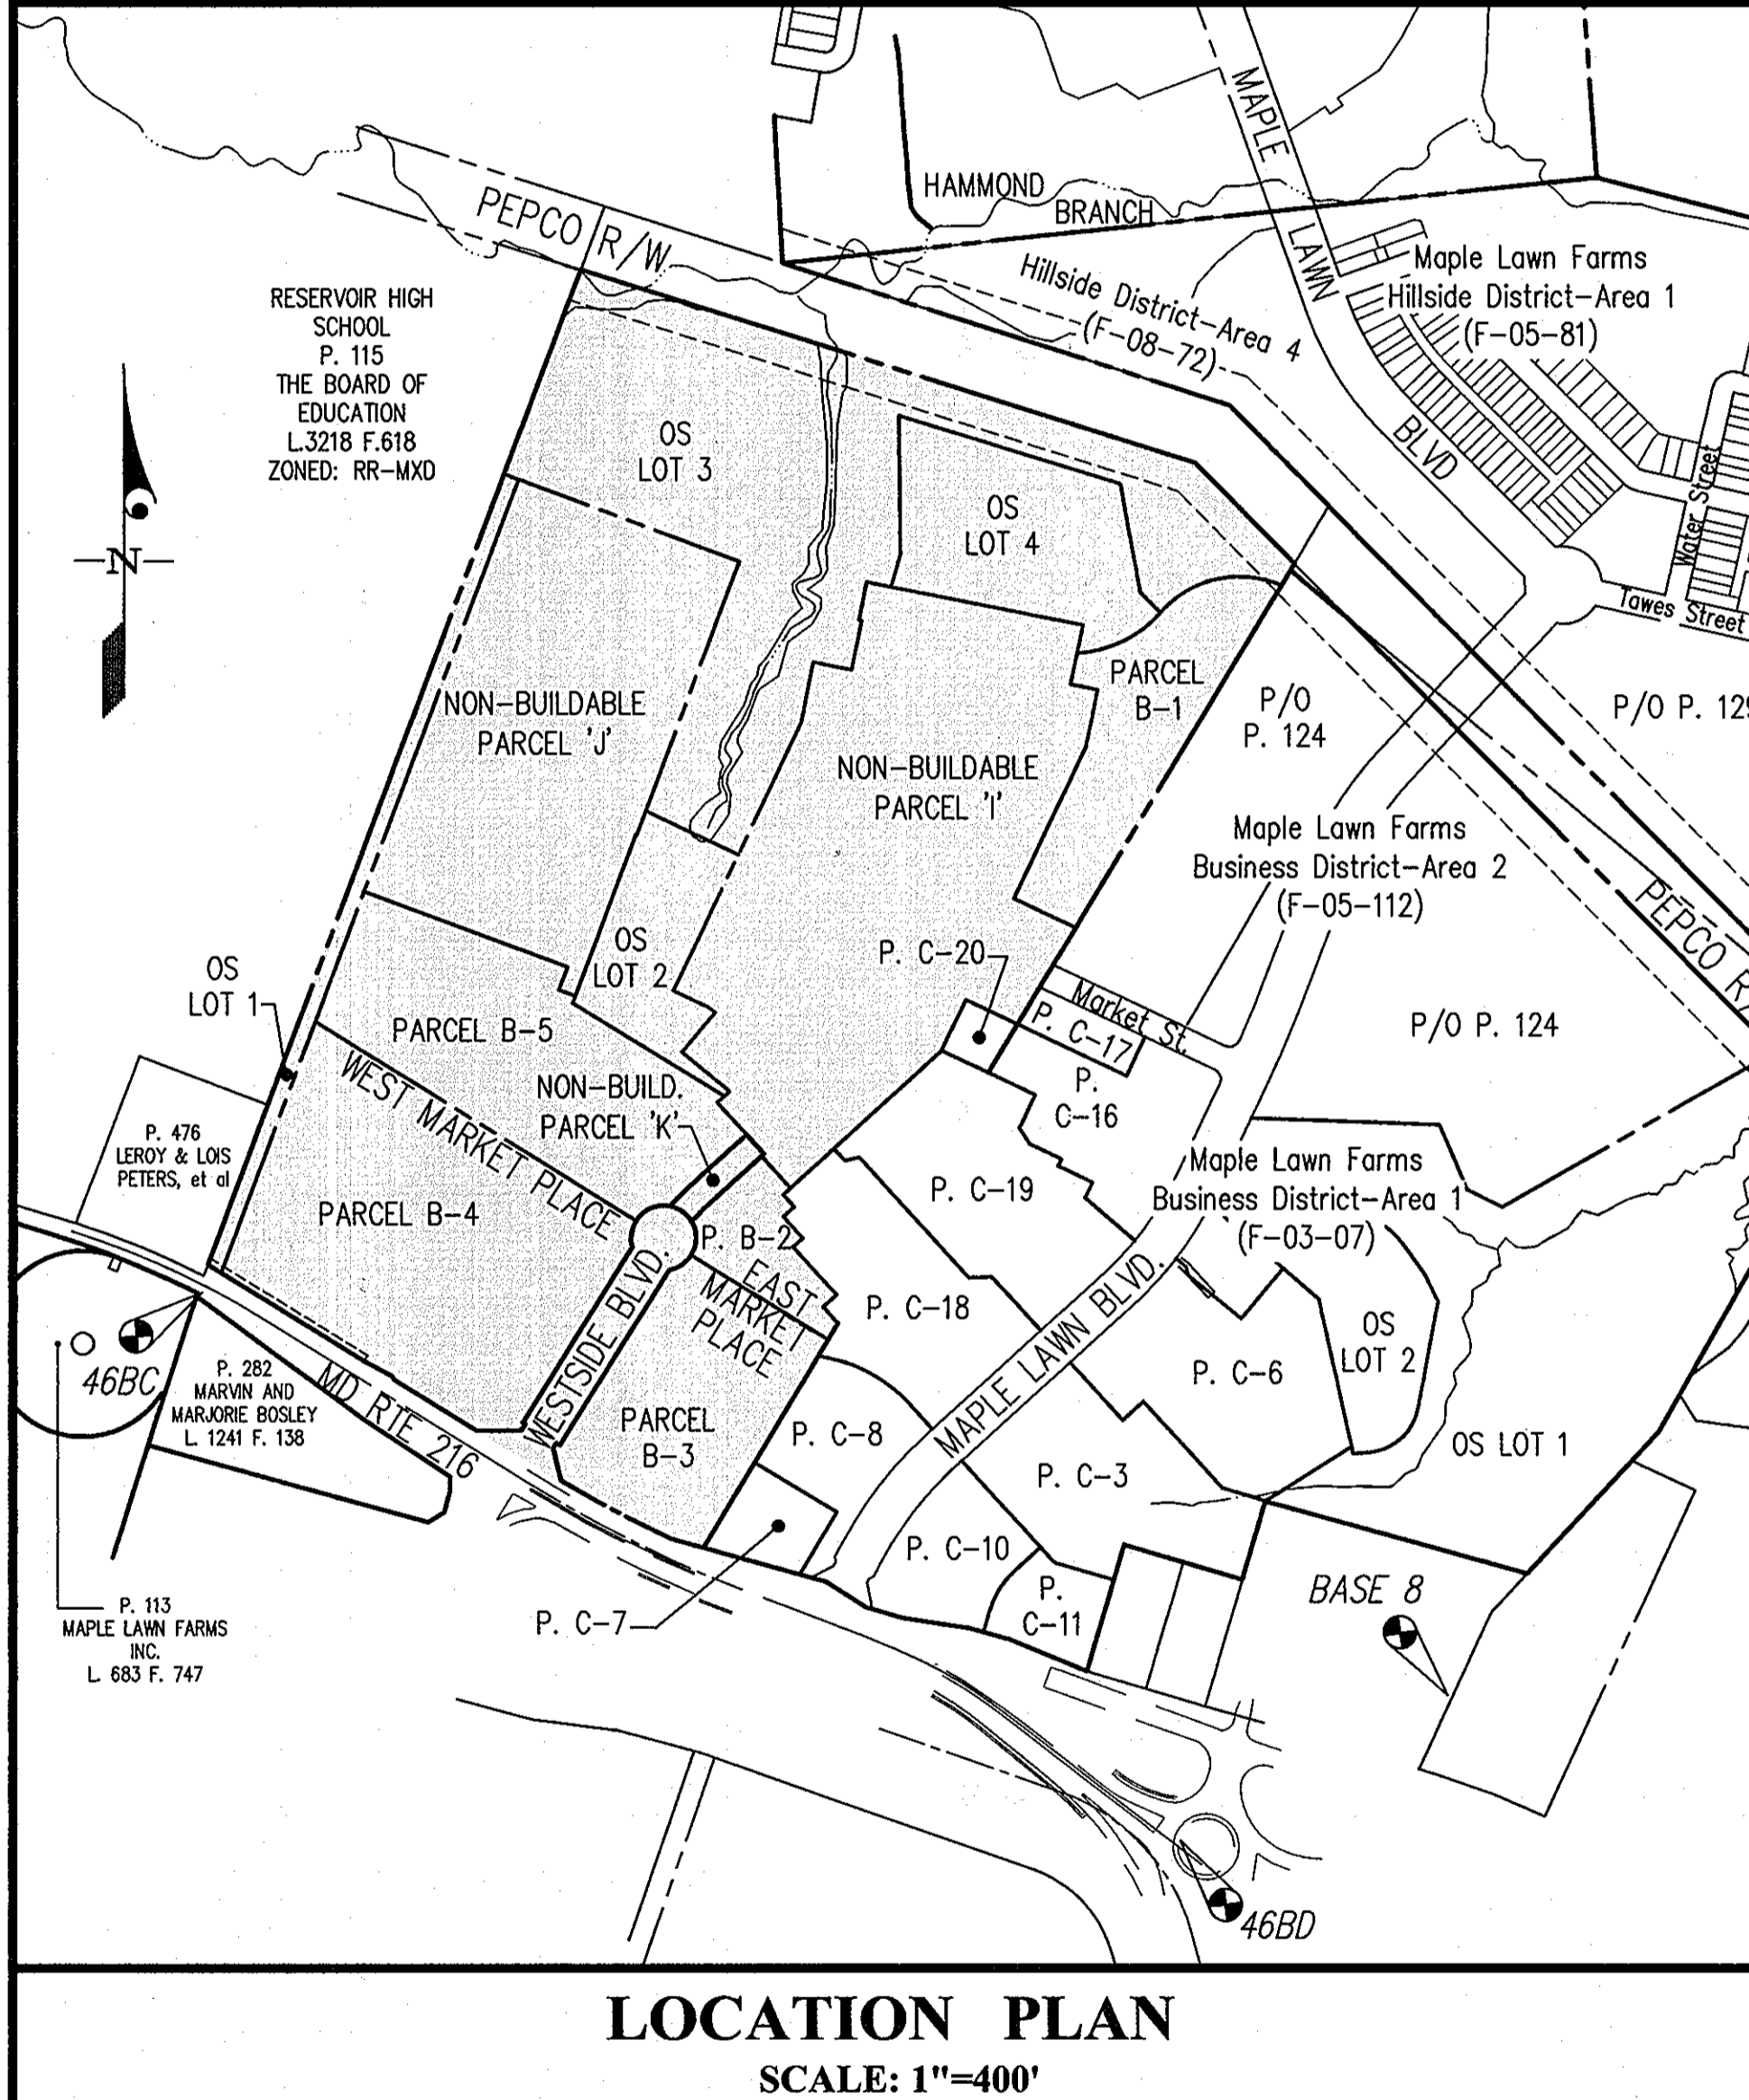 MAPLE
LAWN
BLVD
HAMMOND
BRANCH
PEPCO R/W
Hillside District-Area 4
(F-08-72)
Maple Lawn Farms
Hillside District-Area 1
(F-05-81)
RESERVOIR HIGH
SCHOOL
P. 115
THE BOARD OF
EDUCATION
L.3218 F.618
ZONED: RR-MXD
OS
LOT 3
OS
LOT 4
Water Street
Tawes Street
N
NON-BUILDABLE
PARCEL 'J'
PARCEL
B-1
P/O
P. 124
P/O P. 129
NON-BUILDABLE
PARCEL 'I'
Maple Lawn Farms
Business District-Area 2
(F-05-112)
PEPCO R/
OS
LOT 2
P. C-20
OS
LOT 1
PARCEL B-5
Market St.
P. C-17
P/O P. 124
WEST MARKET PLACE
NON-BUILD.
PARCEL 'K'
P.
C-16
P. 476
LEROY & LOIS
PETERS, et al
PARCEL B-4
P. C-19
Maple Lawn Farms
Business District-Area 1
(F-03-07)
P. B-2
EAST
MARKET
PLACE
WESTSIDE BLVD.
P. C-18
MAPLE LAWN BLVD.
OS
LOT 2
P. C-6
46BC
P. 282
MARVIN AND
MARJORIE BOSLEY
L. 1241 F. 138
MD RTE 216
PARCEL
B-3
P. C-8
P. C-3
OS LOT 1
P. C-10
P.
C-11
BASE 8
P. C-7
P. 113
MAPLE LAWN FARMS
INC.
L. 683 F. 747
46BD
LOCATION PLAN
SCALE: 1"=400'